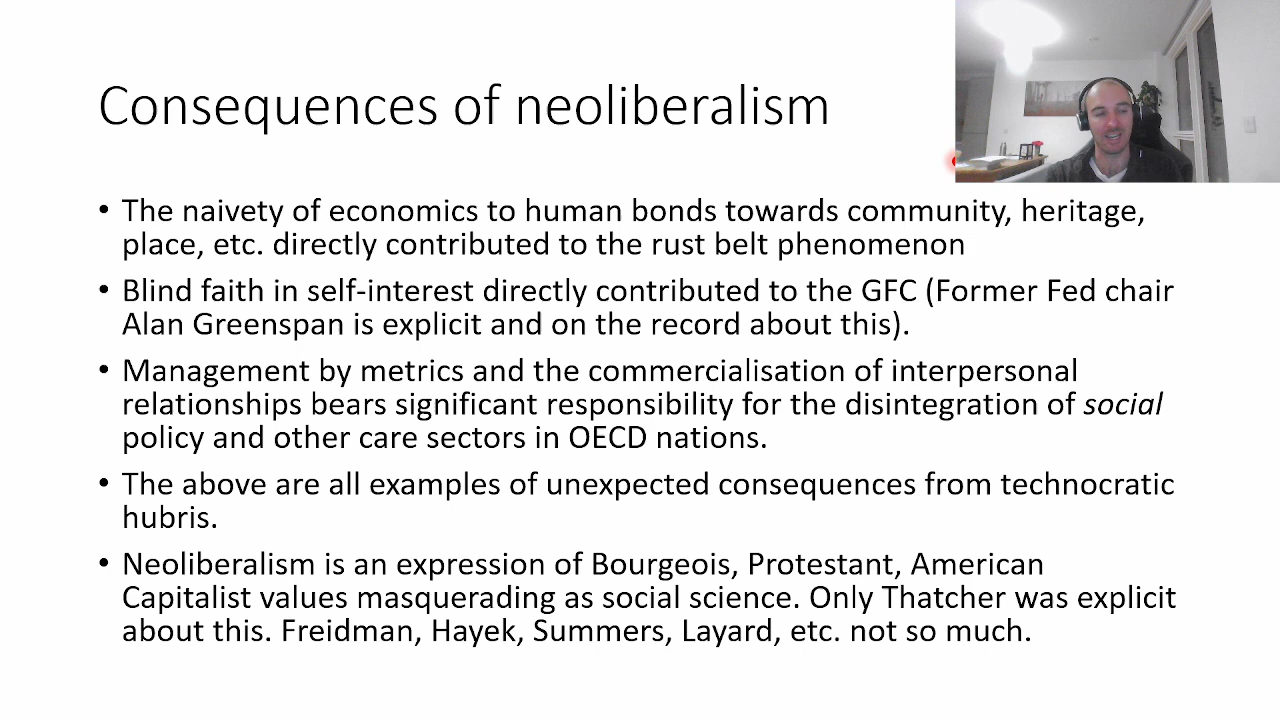 Consequences of neoliberalism
• The naivety of economics to human bonds towards community, heritage,
place, etc. directly contributed to the rust belt phenomenon
• Blind faith in self-interest directly contributed to the GFC (Former Fed chair
Alan Greenspan is explicit and on the record about this).
• Management by metrics and the commercialisation of interpersonal
relationships bears significant responsibility for the disintegration of social
policy and other care sectors in OECD nations.
• The above are all examples of unexpected consequences from technocratic
hubris.
• Neoliberalism is an expression of Bourgeois, Protestant, American
Capitalist values masquerading as social science. Only Thatcher was explicit
about this. Freidman, Hayek, Summers, Layard, etc. not so much.